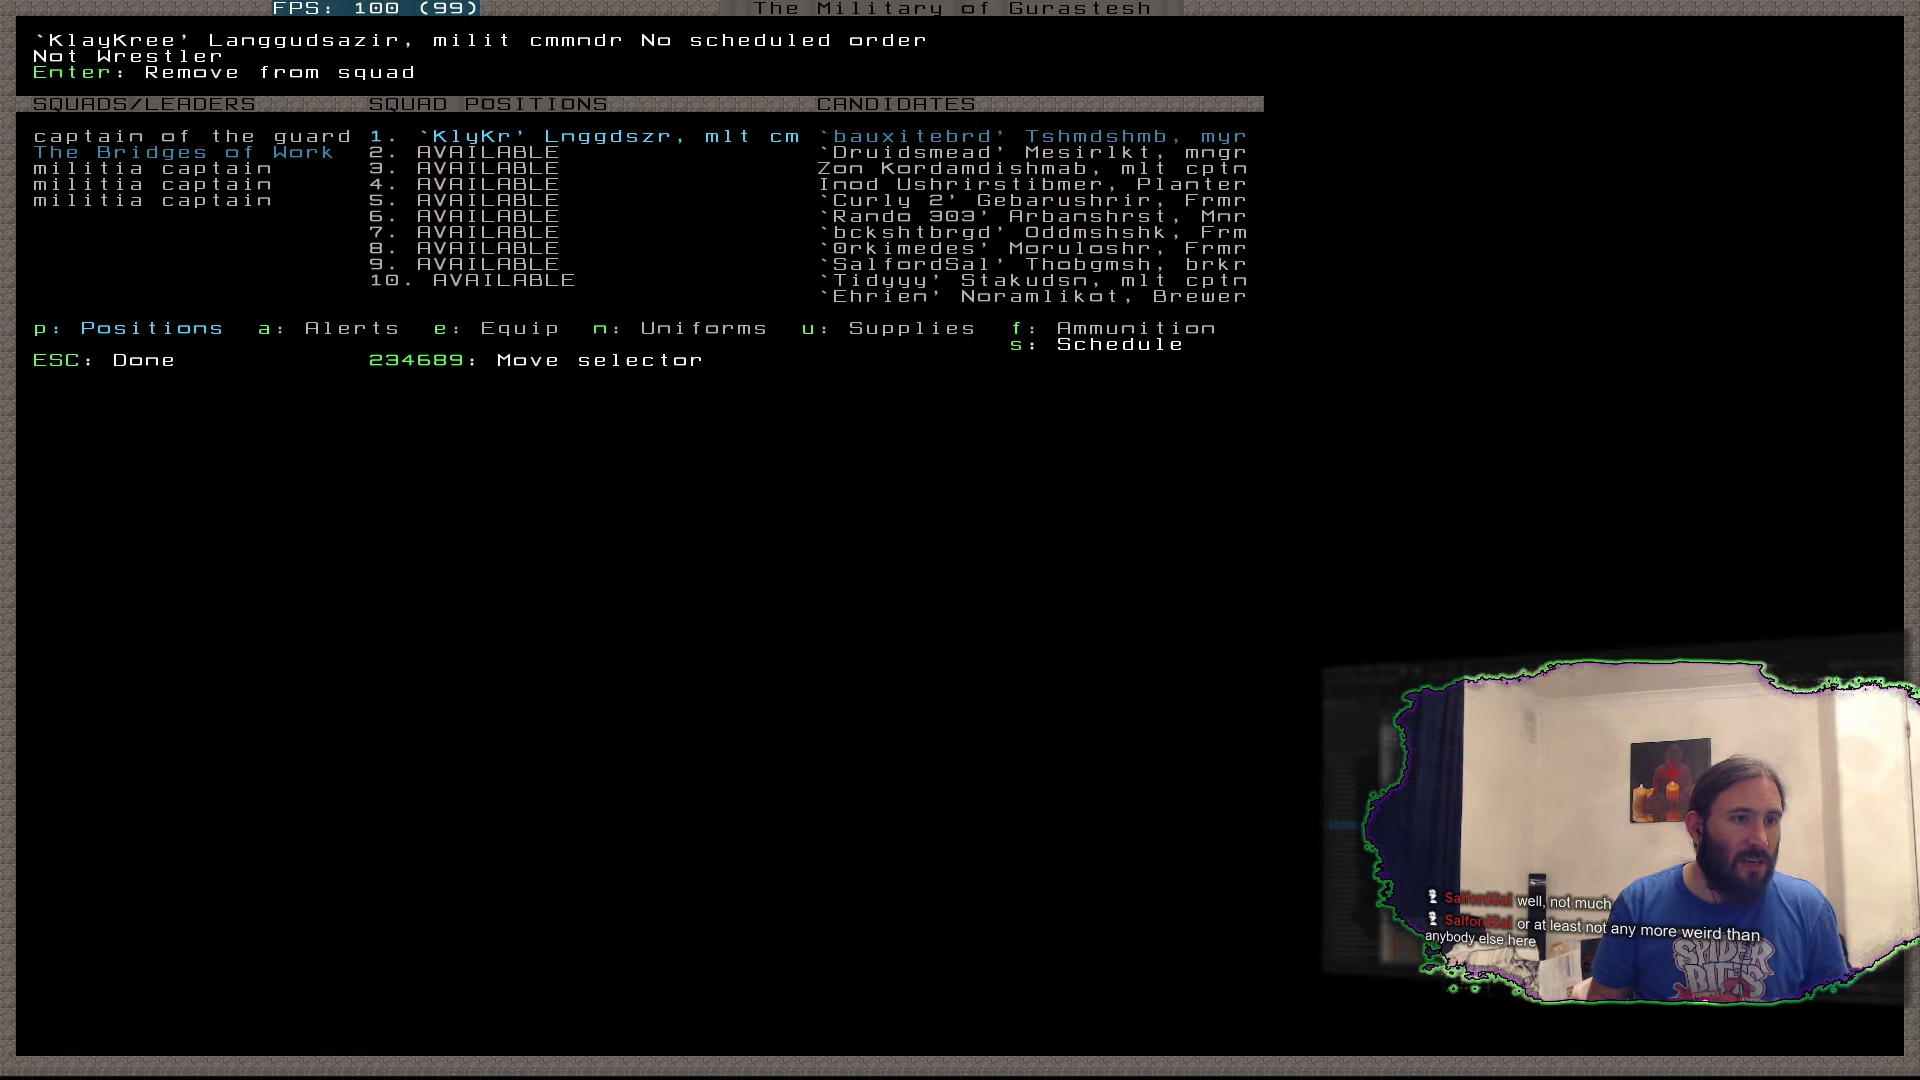 FPS: 100 (99)
The Military of Gurastesh
`KlayKree' Langgudsazir, milit cmmndr No scheduled order
Not Wrestler
Enter: Remove from squad
SQUADS/LEADERS SQUAD POSITIONS CANDIDATES
captain of the guard 1. `KlyKr' Lnggdszr, mlt cm `bauxitebrd' Tshmdshmb, myr
The Bridges of Work 2. AVAILABLE `Druidsmead' Mesirlkt, mngr
militia captain 3. AVAILABLE Zon Kordamdishmab, mlt cptn
militia captain 4. AVAILABLE Inod Ushrirstibmer, Planter
militia captain 5. AVAILABLE `Curly 2' Gebarushrir, Frmr
6. AVAILABLE `Rando 303' Arbanshrst, Mnr
7. AVAILABLE `bckshtbrgd' Oddmshshk, Frm
8. AVAILABLE `0rkimedes' Moruloshr, Frmr
9. AVAILABLE `SalfordSal' Thobgmsh, brkr
10. AVAILABLE `Tidyyy' Stakudsn, mlt cptn
`Ehrien' Noramlikot, Brewer
p: Positions a: Alerts e: Equip n: Uniforms u: Supplies f: Ammunition
s: Schedule
ESC: Done 234689: Move selector
SalfordSal well, not much
SalfordSal or at least not any more weird than
anybody else here
SPIDER
BITES